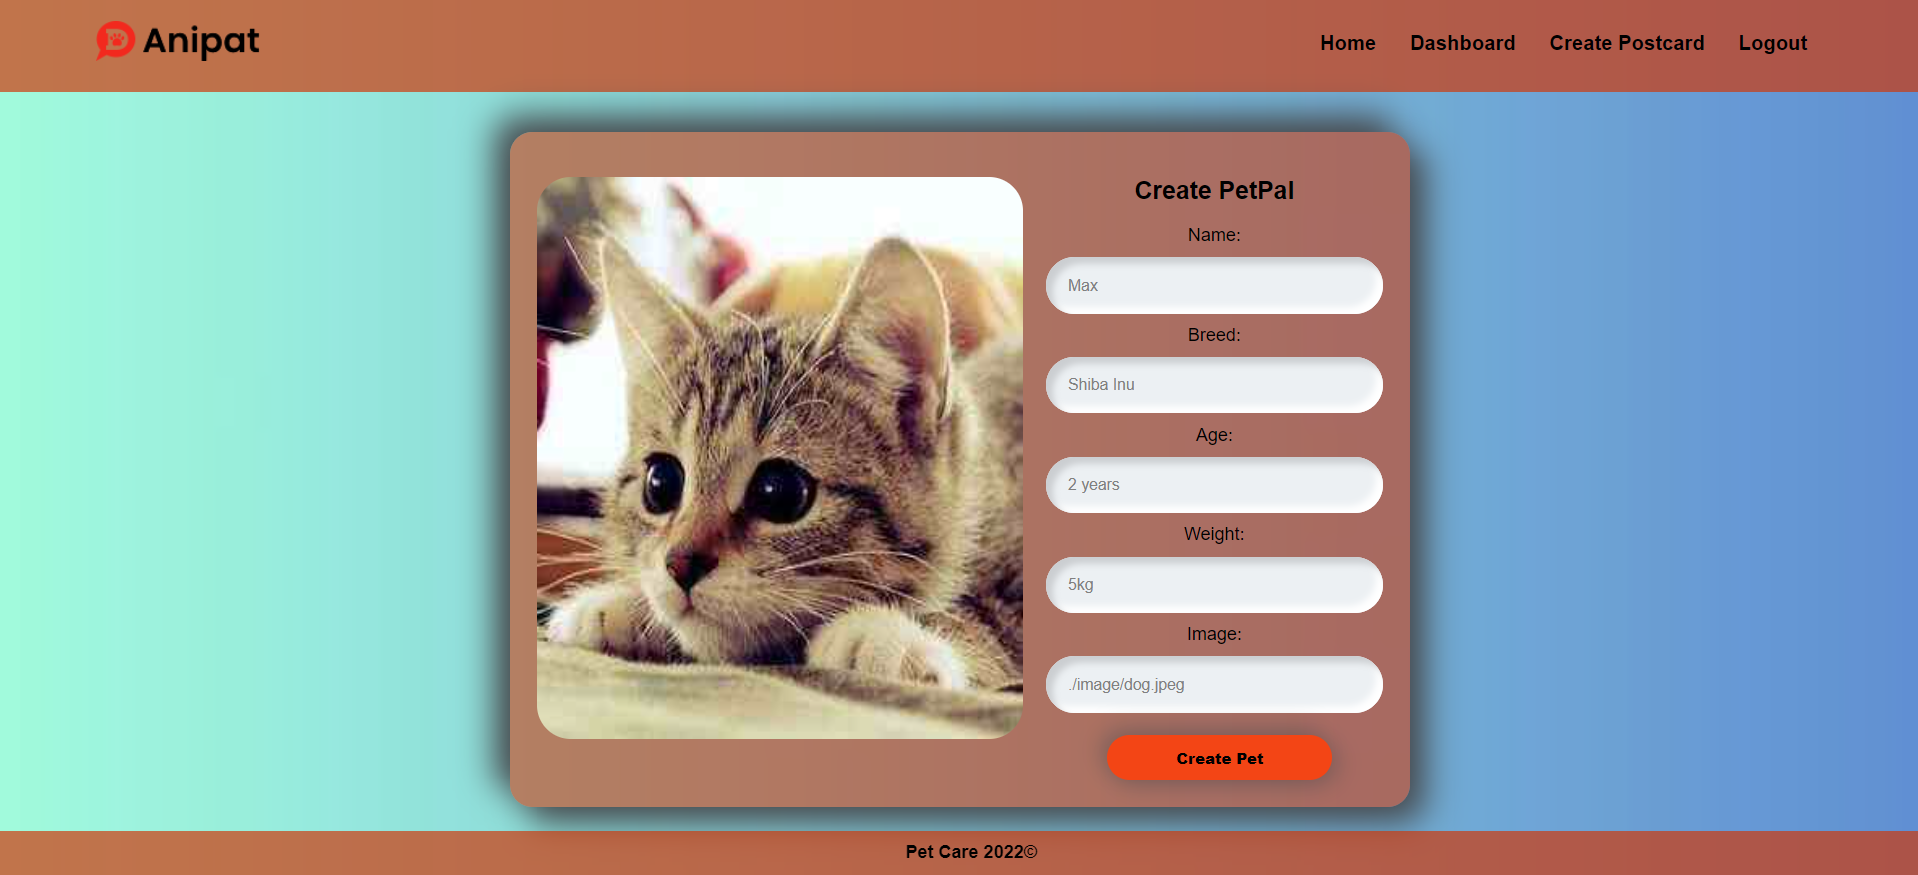 Anipat
Home Dashboard Create Postcard Logout
Create PetPal
Name:
Max
Breed:
Shiba Inu
Age:
2 years
Weight:
5kg
Image:
./image/dog.jpeg
Create Pet
Pet Care 2022©